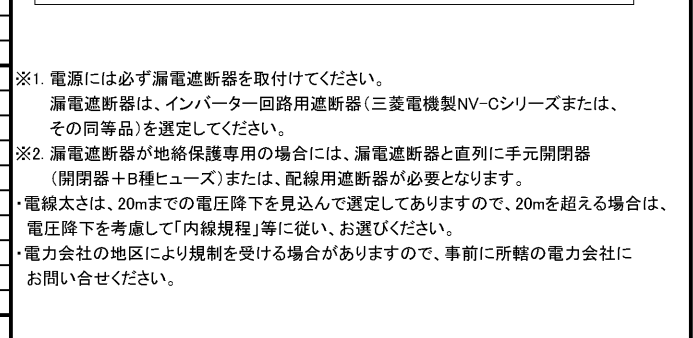 ※1. 電源には必ず漏電遮断器を取付けてください。
漏電遮断器は、インバーター回路用遮断器(三菱電機製NV-Cシリーズまたは、
その同等品)を選定してください。
※2. 漏電遮断器が地絡保護専用の場合には、漏電遮断器と直列に手元開閉器
(開閉器+B種ヒューズ)または、配線用遮断器が必要となります。
・電線太さは、20mまでの電圧降下を見込んで選定してありますので、20mを超える場合は、
電圧降下を考慮して「内線規程」等に従い、お選びください。
・電力会社の地区により規制を受ける場合がありますので、事前に所轄の電力会社に
お問い合せください。